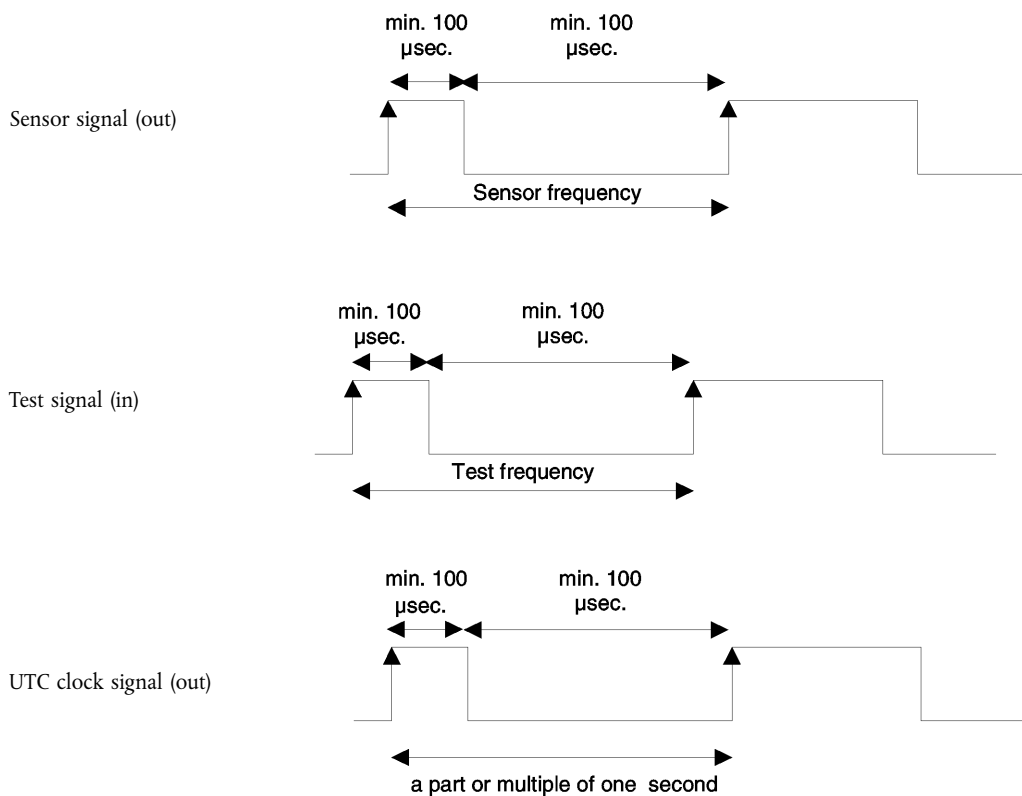 min. 100
µsec.
min. 100
µsec.
Sensor signal (out)
Sensor frequency
min. 100
µsec.
min. 100
µsec.
Test signal (in)
Test frequency
min. 100
µsec.
min. 100
µsec.
UTC clock signal (out)
a part or multiple of one second